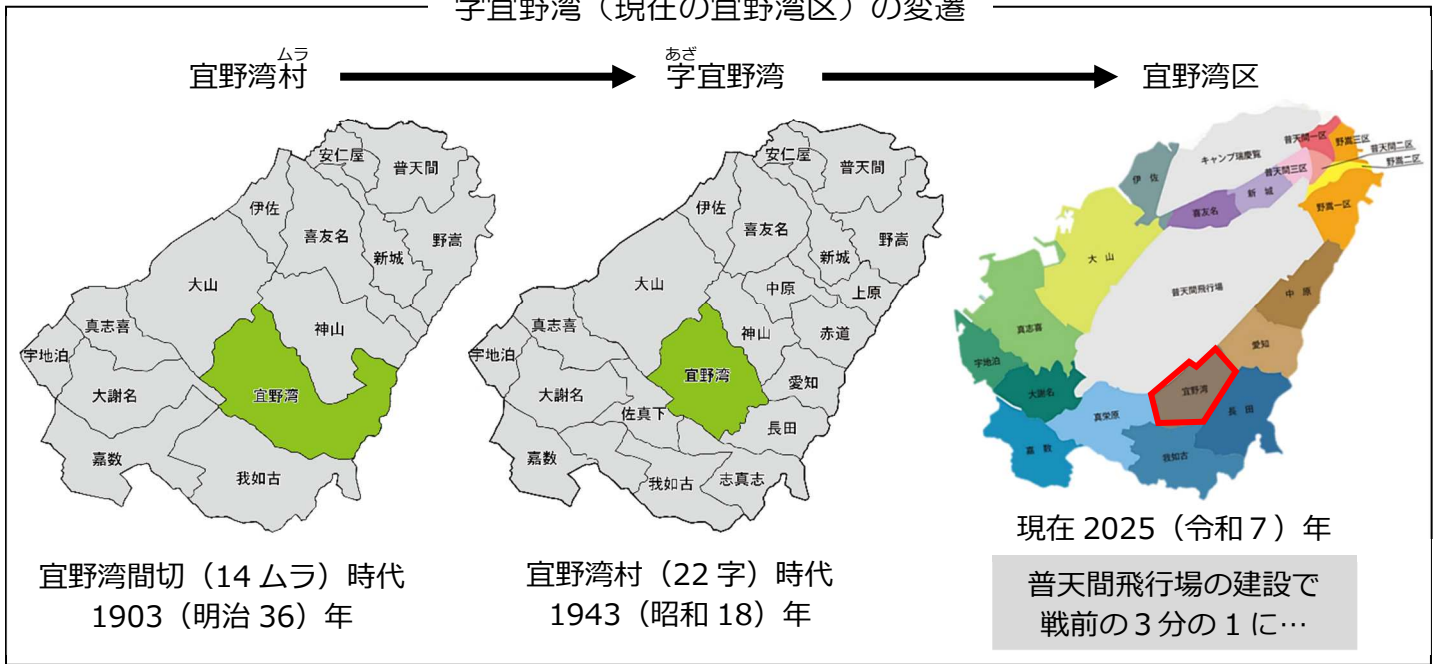 字宜野湾（現在の宜野湾区）の変遷
ムラ
宜野湾村
あざ
字宜野湾
宜野湾区
安仁屋
普天間
伊佐
喜友名
野嵩
新城
大山
神山
真志喜
宇地泊
大謝名
宜野湾
嘉数
我如古
安仁屋
普天間
伊佐
喜友名
野嵩
新城
大山
中原
上原
真志喜
神山
赤道
宇地泊
宜野湾
愛知
大謝名
佐真下
長田
嘉数
我如古
志真志
キャンプ瑞慶覧
普天間一区
野嵩三区
普天間二区
野嵩二区
普天間三区
伊 佐
新 城
喜友名
野嵩一区
大 山
普天間飛行場
中 原
真志喜
愛知
宇地泊
宜野湾
大謝名
真栄原
長 田
嘉 数
我如古
宜野湾間切（14 ムラ）時代
1903（明治 36）年
宜野湾村（22 字）時代
1943（昭和 18）年
現在 2025（令和７）年
普天間飛行場の建設で
戦前の３分の１に…